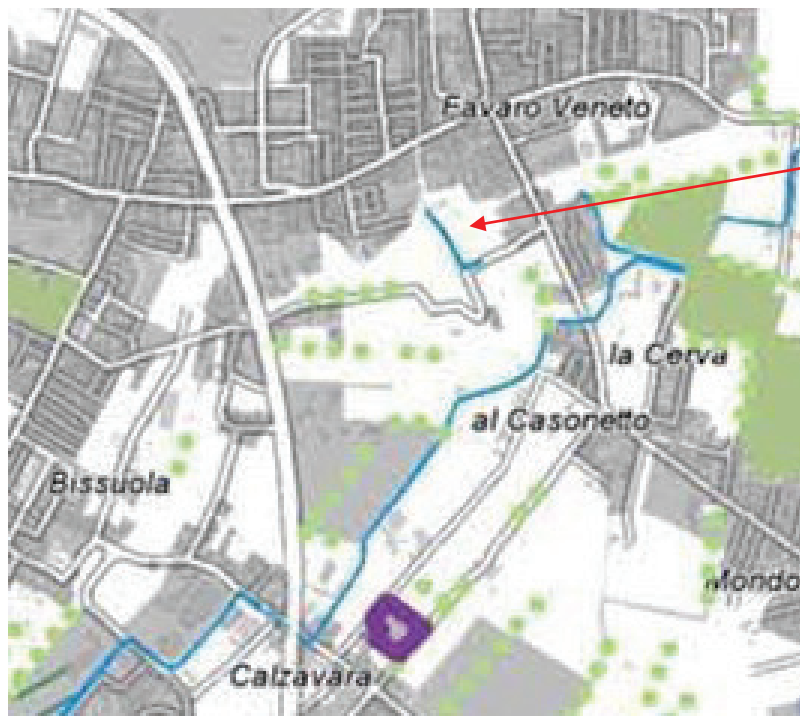 Favaro Veneto
la Cerva
al Casonetto
Bissuola
Mondo
Calzavara